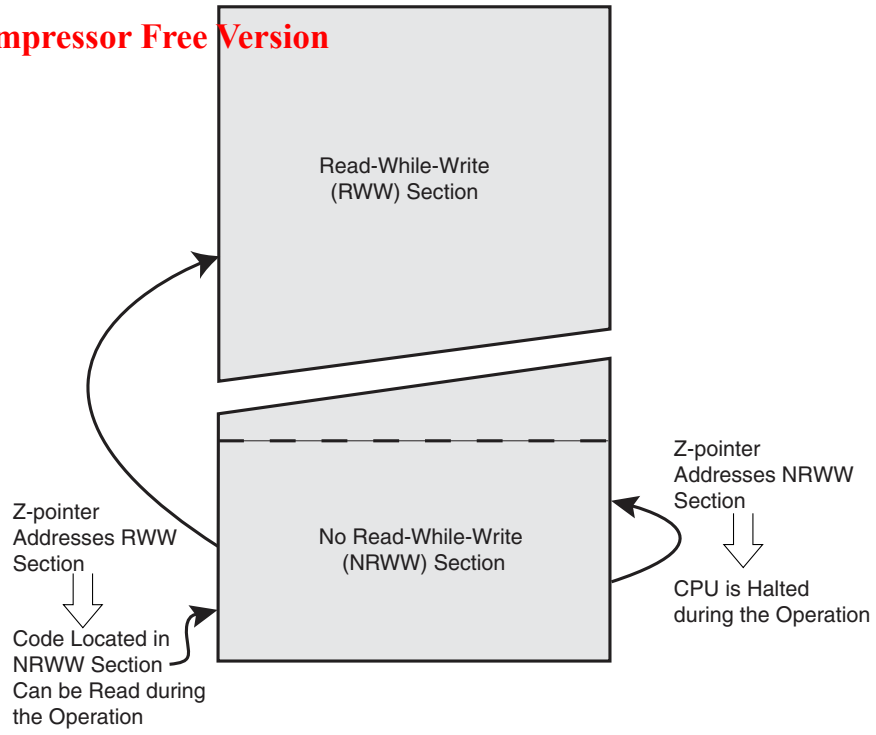 mpressor Free Version
Read-While-Write
(RWW) Section
Z-pointer
Addresses NRWW
Section
CPU is Halted
during the Operation
No Read-While-Write
(NRWW) Section
Z-pointer
Addresses RWW
Section
Code Located in
NRWW Section
Can be Read during
the Operation